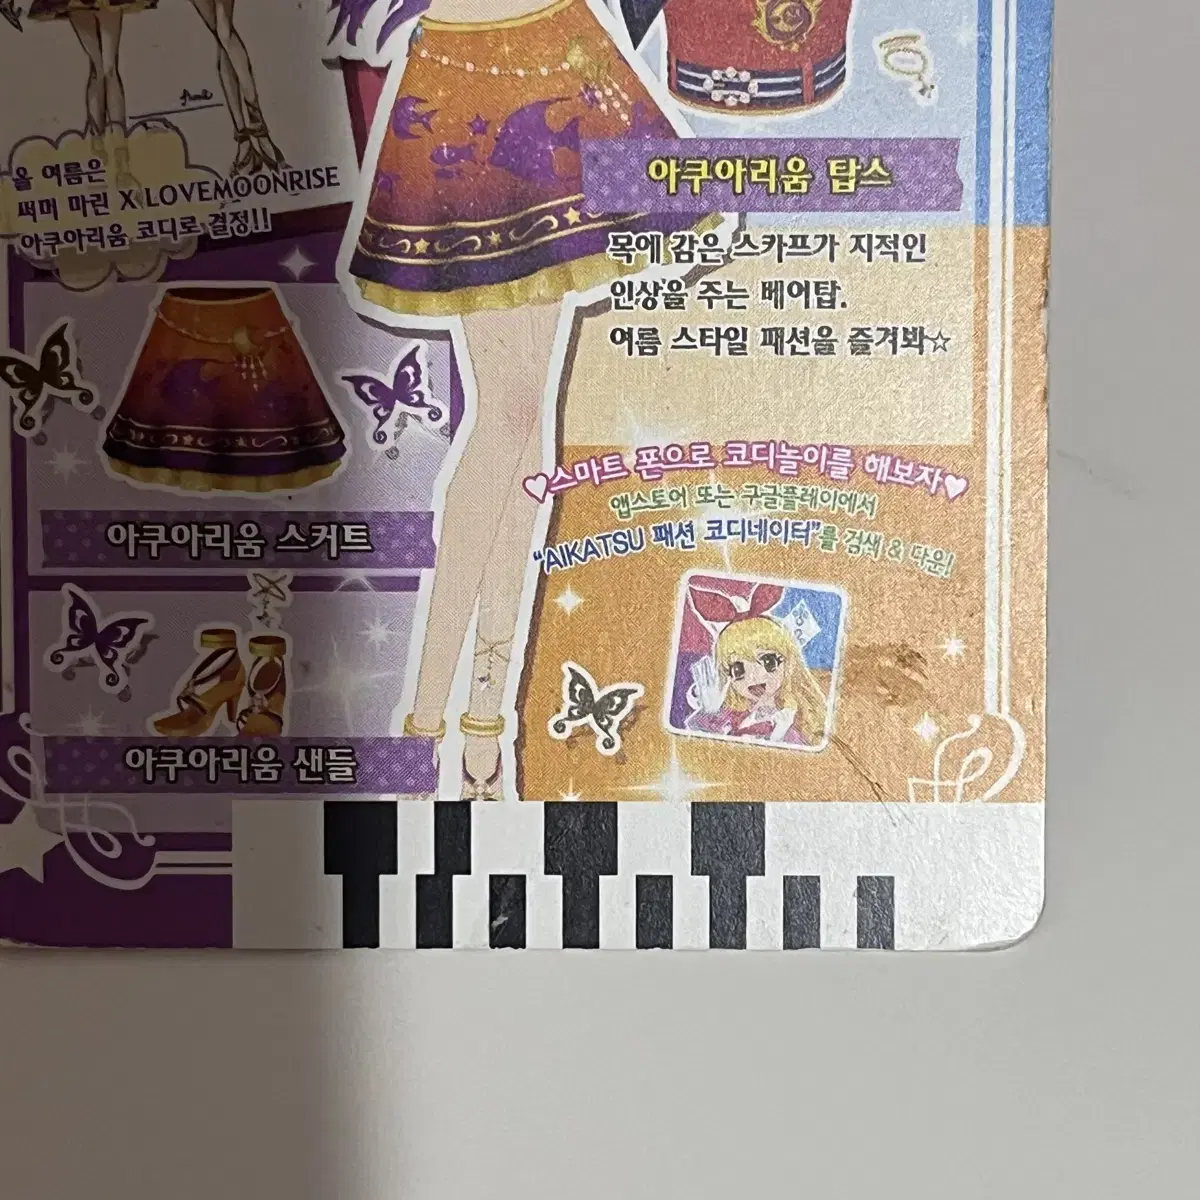 올 여름은
써머 마린 X LOVEMOONRISE
아쿠아리움 코디로 결정!!
아쿠아리움 탑스
목에 감은 스카프가 지적인
인상을 주는 베어탑.
여름 스타일 패션을 즐겨봐☆
아쿠아리움 스커트
♥스마트 폰으로 코디놀이를 해보자♥
앱스토어 또는 구글플레이에서
"AIKATSU 패션 코디네이터"를 검색 & 다운!
아쿠아리움 샌들